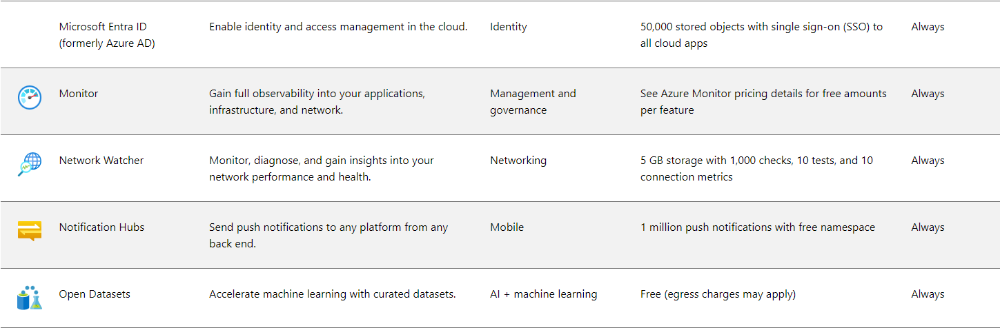 Microsoft Entra ID
(formerly Azure AD)
Enable identity and access management in the cloud.
Identity
50,000 stored objects with single sign-on (SSO) to
all cloud apps
Always
Monitor
Gain full observability into your applications,
infrastructure, and network.
Management and
governance
See Azure Monitor pricing details for free amounts
per feature
Always
Network Watcher
Monitor, diagnose, and gain insights into your
network performance and health.
Networking
5 GB storage with 1,000 checks, 10 tests, and 10
connection metrics
Always
Notification Hubs
Send push notifications to any platform from any
back end.
Mobile
1 million push notifications with free namespace
Always
Open Datasets
Accelerate machine learning with curated datasets.
AI + machine learning
Free (egress charges may apply)
Always